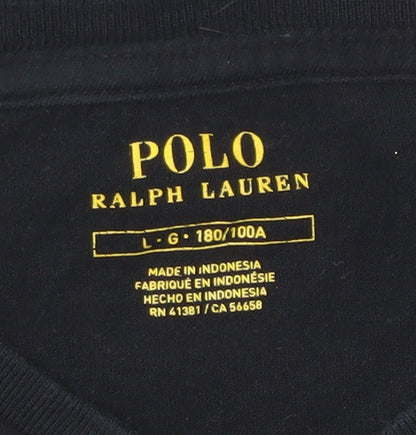 POLO
RALPH LAUREN
L - G • 180/100A
MADE IN INDONESIA
FABRIQUÉ EN INDONÉSIE
HECHO EN INDONESIA
RN 41381 / CA 56658